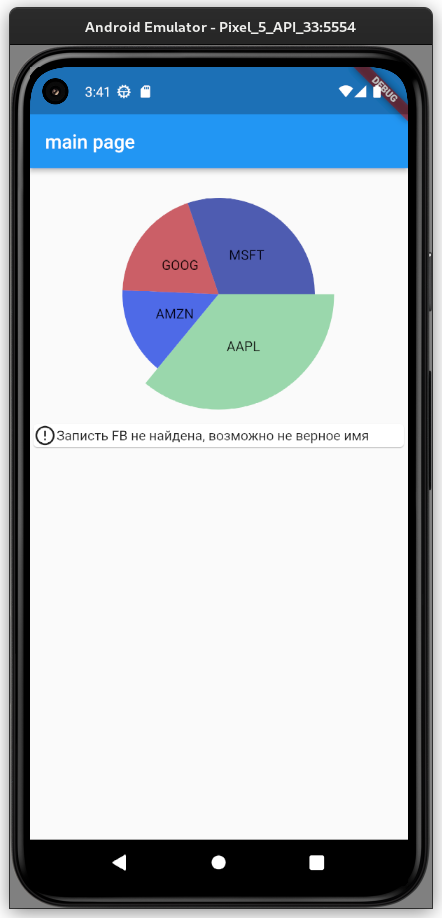 Android Emulator - Pixel_5_API_33:5554
3:41
DEBUG
main page
MSFT
GOOG
AMZN
AAPL
Запиcть FB не найдена, возможно не верное имя